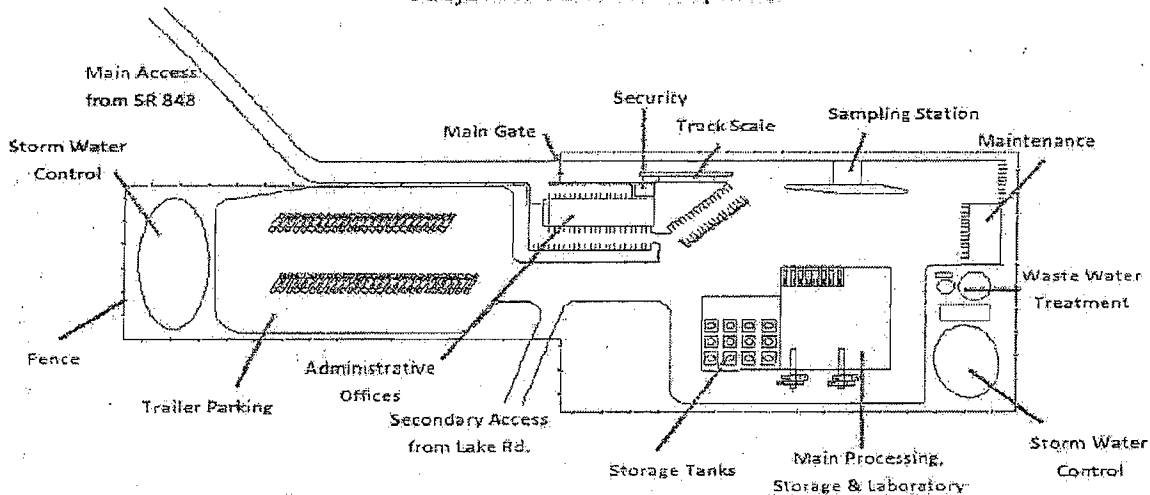 Main Access
from SR 848
Security
Main Gate
Truck Scale
Sampling Station
Maintenance
Storm Water
Control
Waste Water
Treatment
Fence
Administrative
Offices
Trailer Parking
Secondary Access
from Lake Rd.
Storage Tanks
Main Processing,
Storage & Laboratory
Storm Water
Control